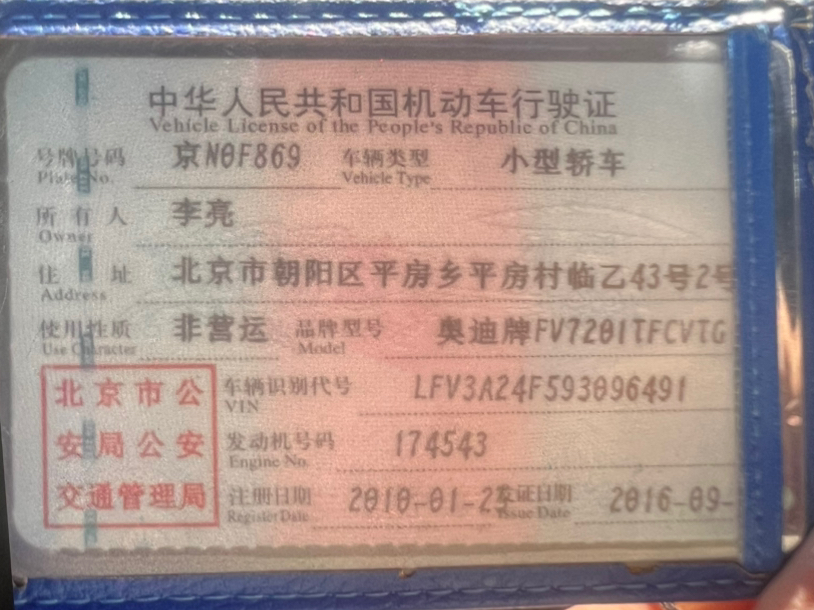 中华人民共和国机动车行驶证
Vehicle License of the People's Republic of China
号牌号码 京N0F869 车辆类型 小型轿车
Plate No. Vehicle Type
所有人 李亮
Owner
住址 北京市朝阳区平房乡平房村临乙43号2号
Address
使用性质 非营运 品牌型号 奥迪牌FV7201TFCVTG
Use Character Model
北京市公 车辆识别代号 LFV3A24F593096491
VIN
安局公安 发动机号码 174543
Engine No.
交通管理局 注册日期 2010-01-2 发证日期 2016-09-
Register Date Issue Date